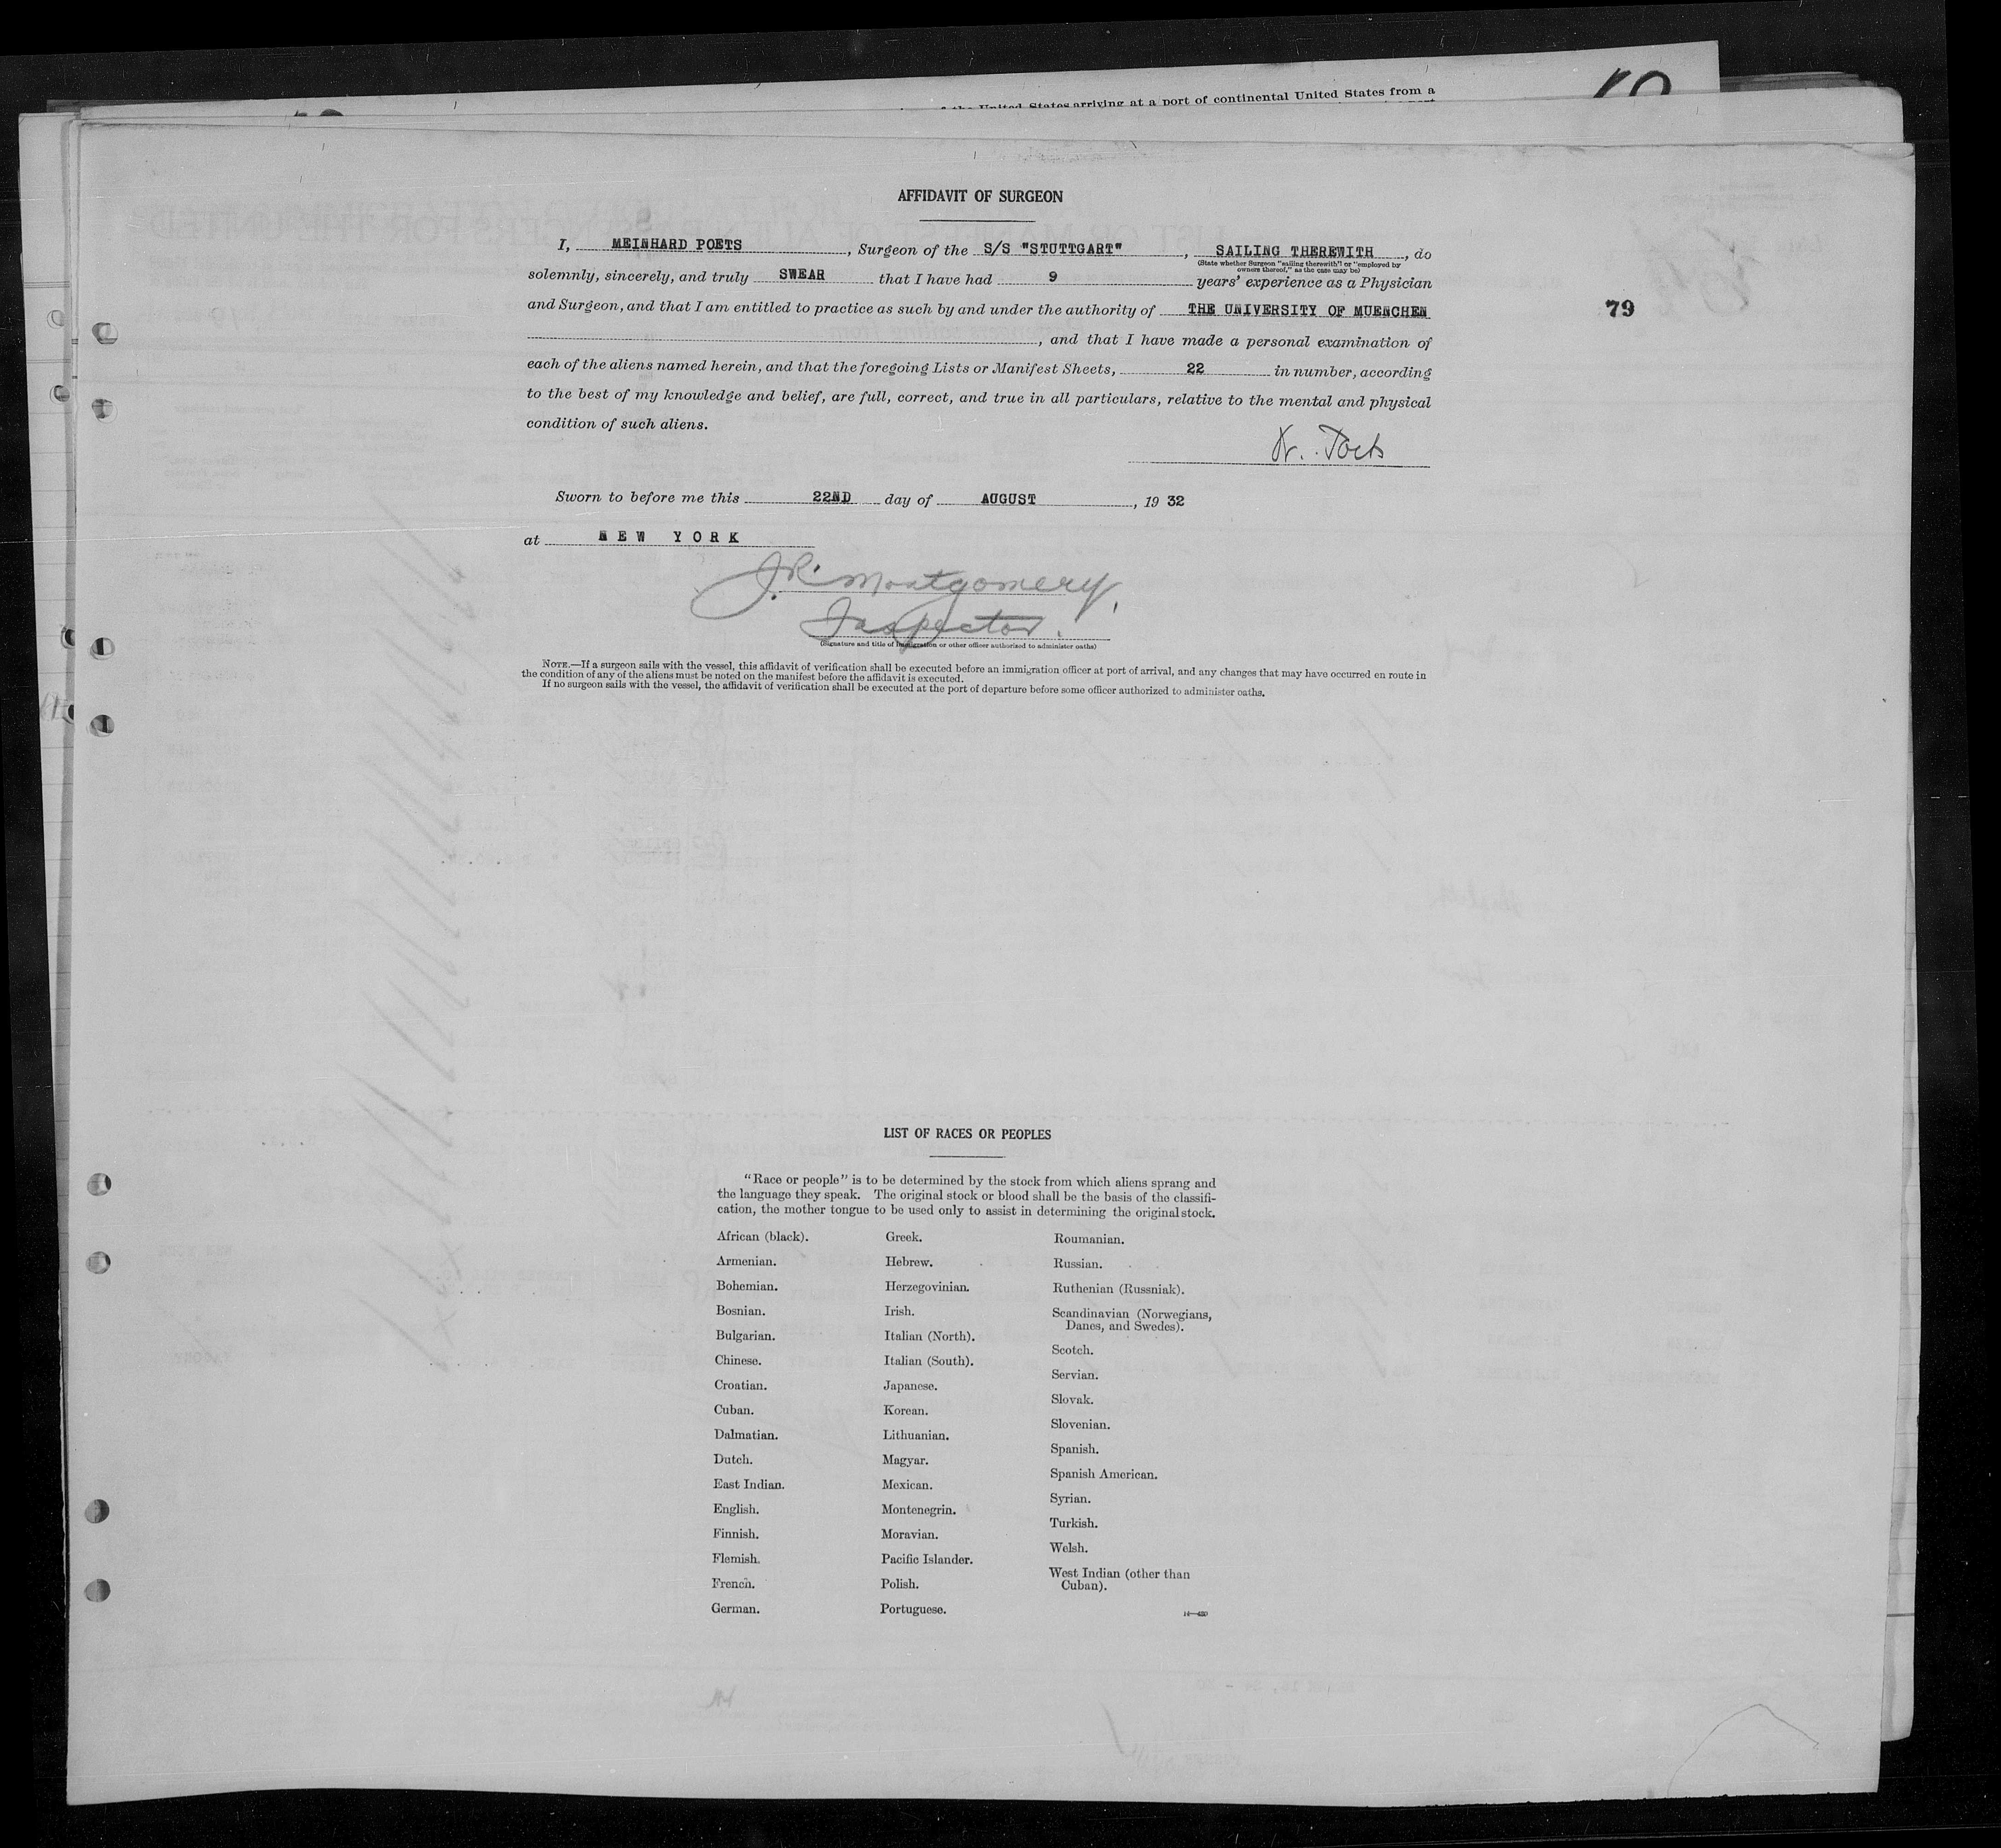 of the United States arriving at a port of continental United States from a
AFFIDAVIT OF SURGEON
I, MEINHARD POETS, Surgeon of the S/S "STUTTGART", SAILING THEREWITH, do
(State whether Surgeon "sailing therewith" or "employed by
owners thereof," as the case may be)
solemnly, sincerely, and truly SWEAR that I have had 9 years' experience as a Physician
and Surgeon, and that I am entitled to practice as such by and under the authority of THE UNIVERSITY OF MUENCHEN
79
, and that I have made a personal examination of
each of the aliens named herein, and that the foregoing Lists or Manifest Sheets, 22 in number, according
to the best of my knowledge and belief, are full, correct, and true in all particulars, relative to the mental and physical
condition of such aliens.
Dr. Poets
Sworn to before me this 22ND day of AUGUST, 19 32
at NEW YORK
J.R. Montgomery,
Inspector.
(Signature and title of immigration or other officer authorized to administer oaths)
NOTE.—If a surgeon sails with the vessel, this affidavit of verification shall be executed before an immigration officer at port of arrival, and any changes that may have occurred en route in
the condition of any of the aliens must be noted on the manifest before the affidavit is executed.
If no surgeon sails with the vessel, the affidavit of verification shall be executed at the port of departure before some officer authorized to administer oaths.
LIST OF RACES OR PEOPLES
"Race or people" is to be determined by the stock from which aliens sprang and
the language they speak. The original stock or blood shall be the basis of the classifi-
cation, the mother tongue to be used only to assist in determining the original stock.
African (black).
Armenian.
Bohemian.
Bosnian.
Bulgarian.
Chinese.
Croatian.
Cuban.
Dalmatian.
Dutch.
East Indian.
English.
Finnish.
Flemish.
French.
German.
Greek.
Hebrew.
Herzegovinian.
Irish.
Italian (North).
Italian (South).
Japanese.
Korean.
Lithuanian.
Magyar.
Mexican.
Montenegrin.
Moravian.
Pacific Islander.
Polish.
Portuguese.
Roumanian.
Russian.
Ruthenian (Russniak).
Scandinavian (Norwegians,
Danes, and Swedes).
Scotch.
Servian.
Slovak.
Slovenian.
Spanish.
Spanish American.
Syrian.
Turkish.
Welsh.
West Indian (other than
Cuban).